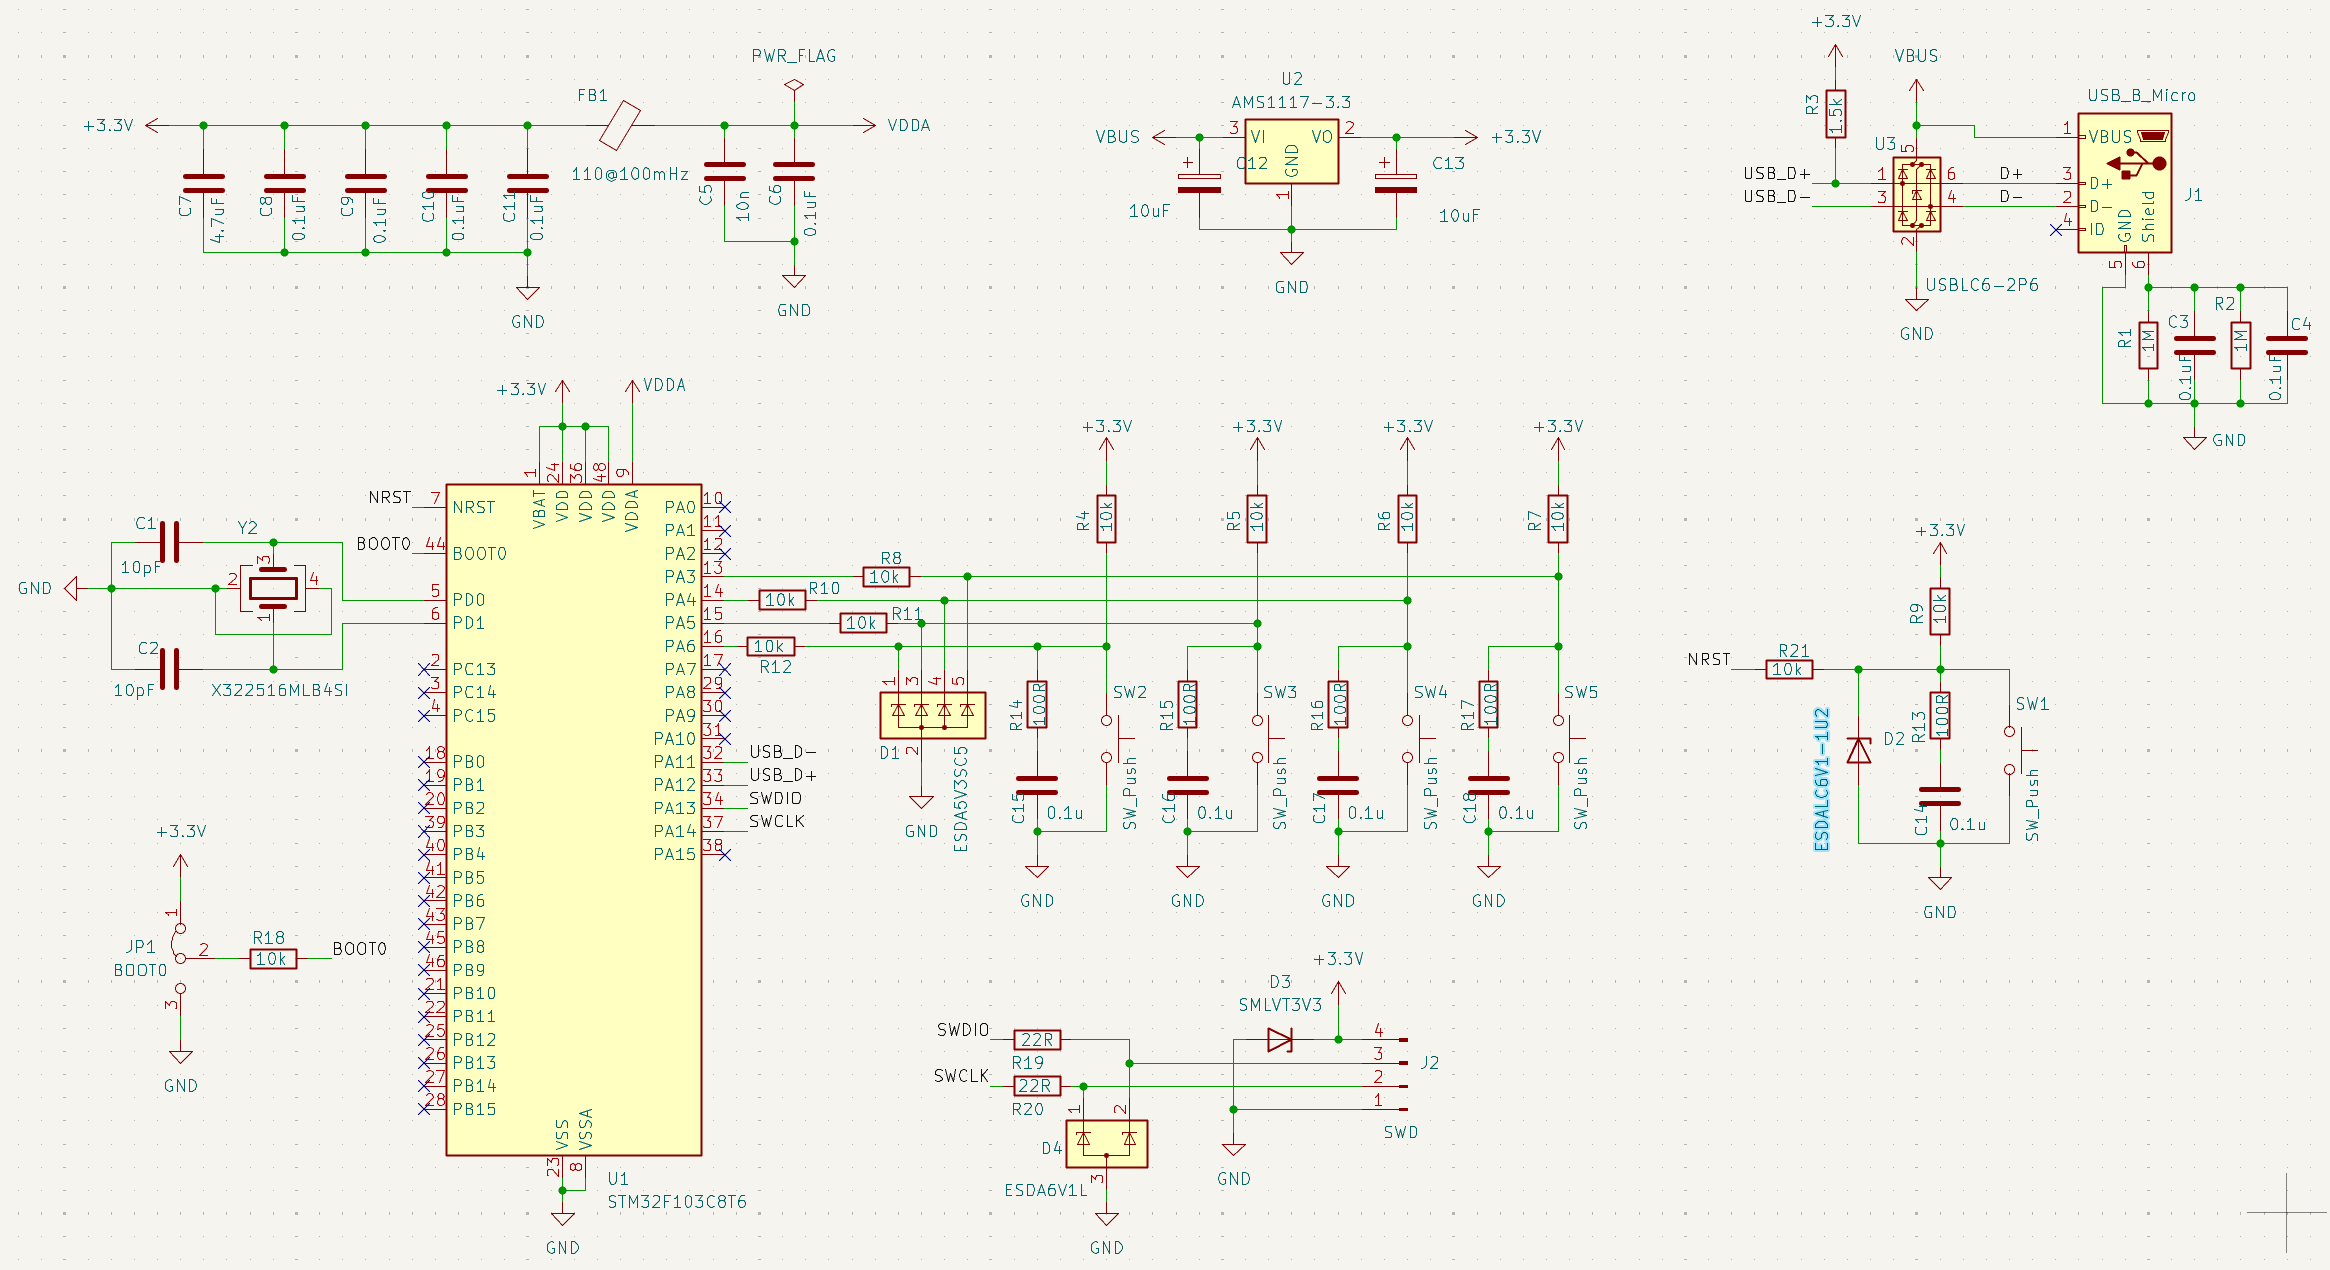 PWR_FLAG
FB1
+3.3V
VDDA
110@100mHz
C7
4.7uF
C8
0.1uF
C9
0.1uF
C10
0.1uF
C11
0.1uF
C5
10n
C6
0.1uF
GND
GND
U2
AMS1117-3.3
VBUS
3
VI
VO
2
+3.3V
GND
1
+
C12
10uF
+
C13
10uF
GND
+3.3V
VBUS
R3
1.5k
U3
5
USB_D+
1
6
D+
USB_D-
3
4
D-
2
USBLC6-2P6
GND
USB_B_Micro
1
VBUS
3
D+
2
D-
4
ID
GND
Shield
5
6
J1
R1
1M
C3
0.1uF
R2
1M
C4
0.1uF
GND
+3.3V
VDDA
1
24
36
48
9
VBAT
VDD
VDD
VDD
VDDA
NRST
7
NRST
BOOT0
44
BOOT0
5
PD0
6
PD1
2
PC13
3
PC14
4
PC15
18
PB0
19
PB1
20
PB2
39
PB3
40
PB4
41
PB5
42
PB6
43
PB7
45
PB8
46
PB9
21
PB10
22
PB11
25
PB12
26
PB13
27
PB14
28
PB15
PA0
10
PA1
11
PA2
12
PA3
13
PA4
14
PA5
15
PA6
16
PA7
17
PA8
29
PA9
30
PA10
31
PA11
32
USB_D-
PA12
33
USB_D+
PA13
34
SWDIO
PA14
37
SWCLK
PA15
38
VSS
VSSA
23
8
U1
STM32F103C8T6
GND
C1
10pF
Y2
3
2
4
1
GND
C2
10pF
X322516MLB4SI
+3.3V
1
JP1
BOOT0
2
3
R18
10k
BOOT0
GND
R8
10k
R10
10k
R11
10k
R12
10k
+3.3V
R4
10k
+3.3V
R5
10k
+3.3V
R6
10k
+3.3V
R7
10k
1
3
4
5
D1
2
ESDA5V3SC5
GND
R14
100R
C15
0.1u
SW2
SW_Push
GND
R15
100R
C16
0.1u
SW3
SW_Push
GND
R16
100R
C17
0.1u
SW4
SW_Push
GND
R17
100R
C18
0.1u
SW5
SW_Push
GND
+3.3V
R9
10k
NRST
R21
10k
ESDALC6V1-1U2
D2
R13
100R
C14
0.1u
SW1
SW_Push
GND
+3.3V
D3
SMLVT3V3
SWDIO
22R
R19
SWCLK
22R
R20
4
3
2
1
J2
SWD
1
2
D4
3
ESDA6V1L
GND
GND